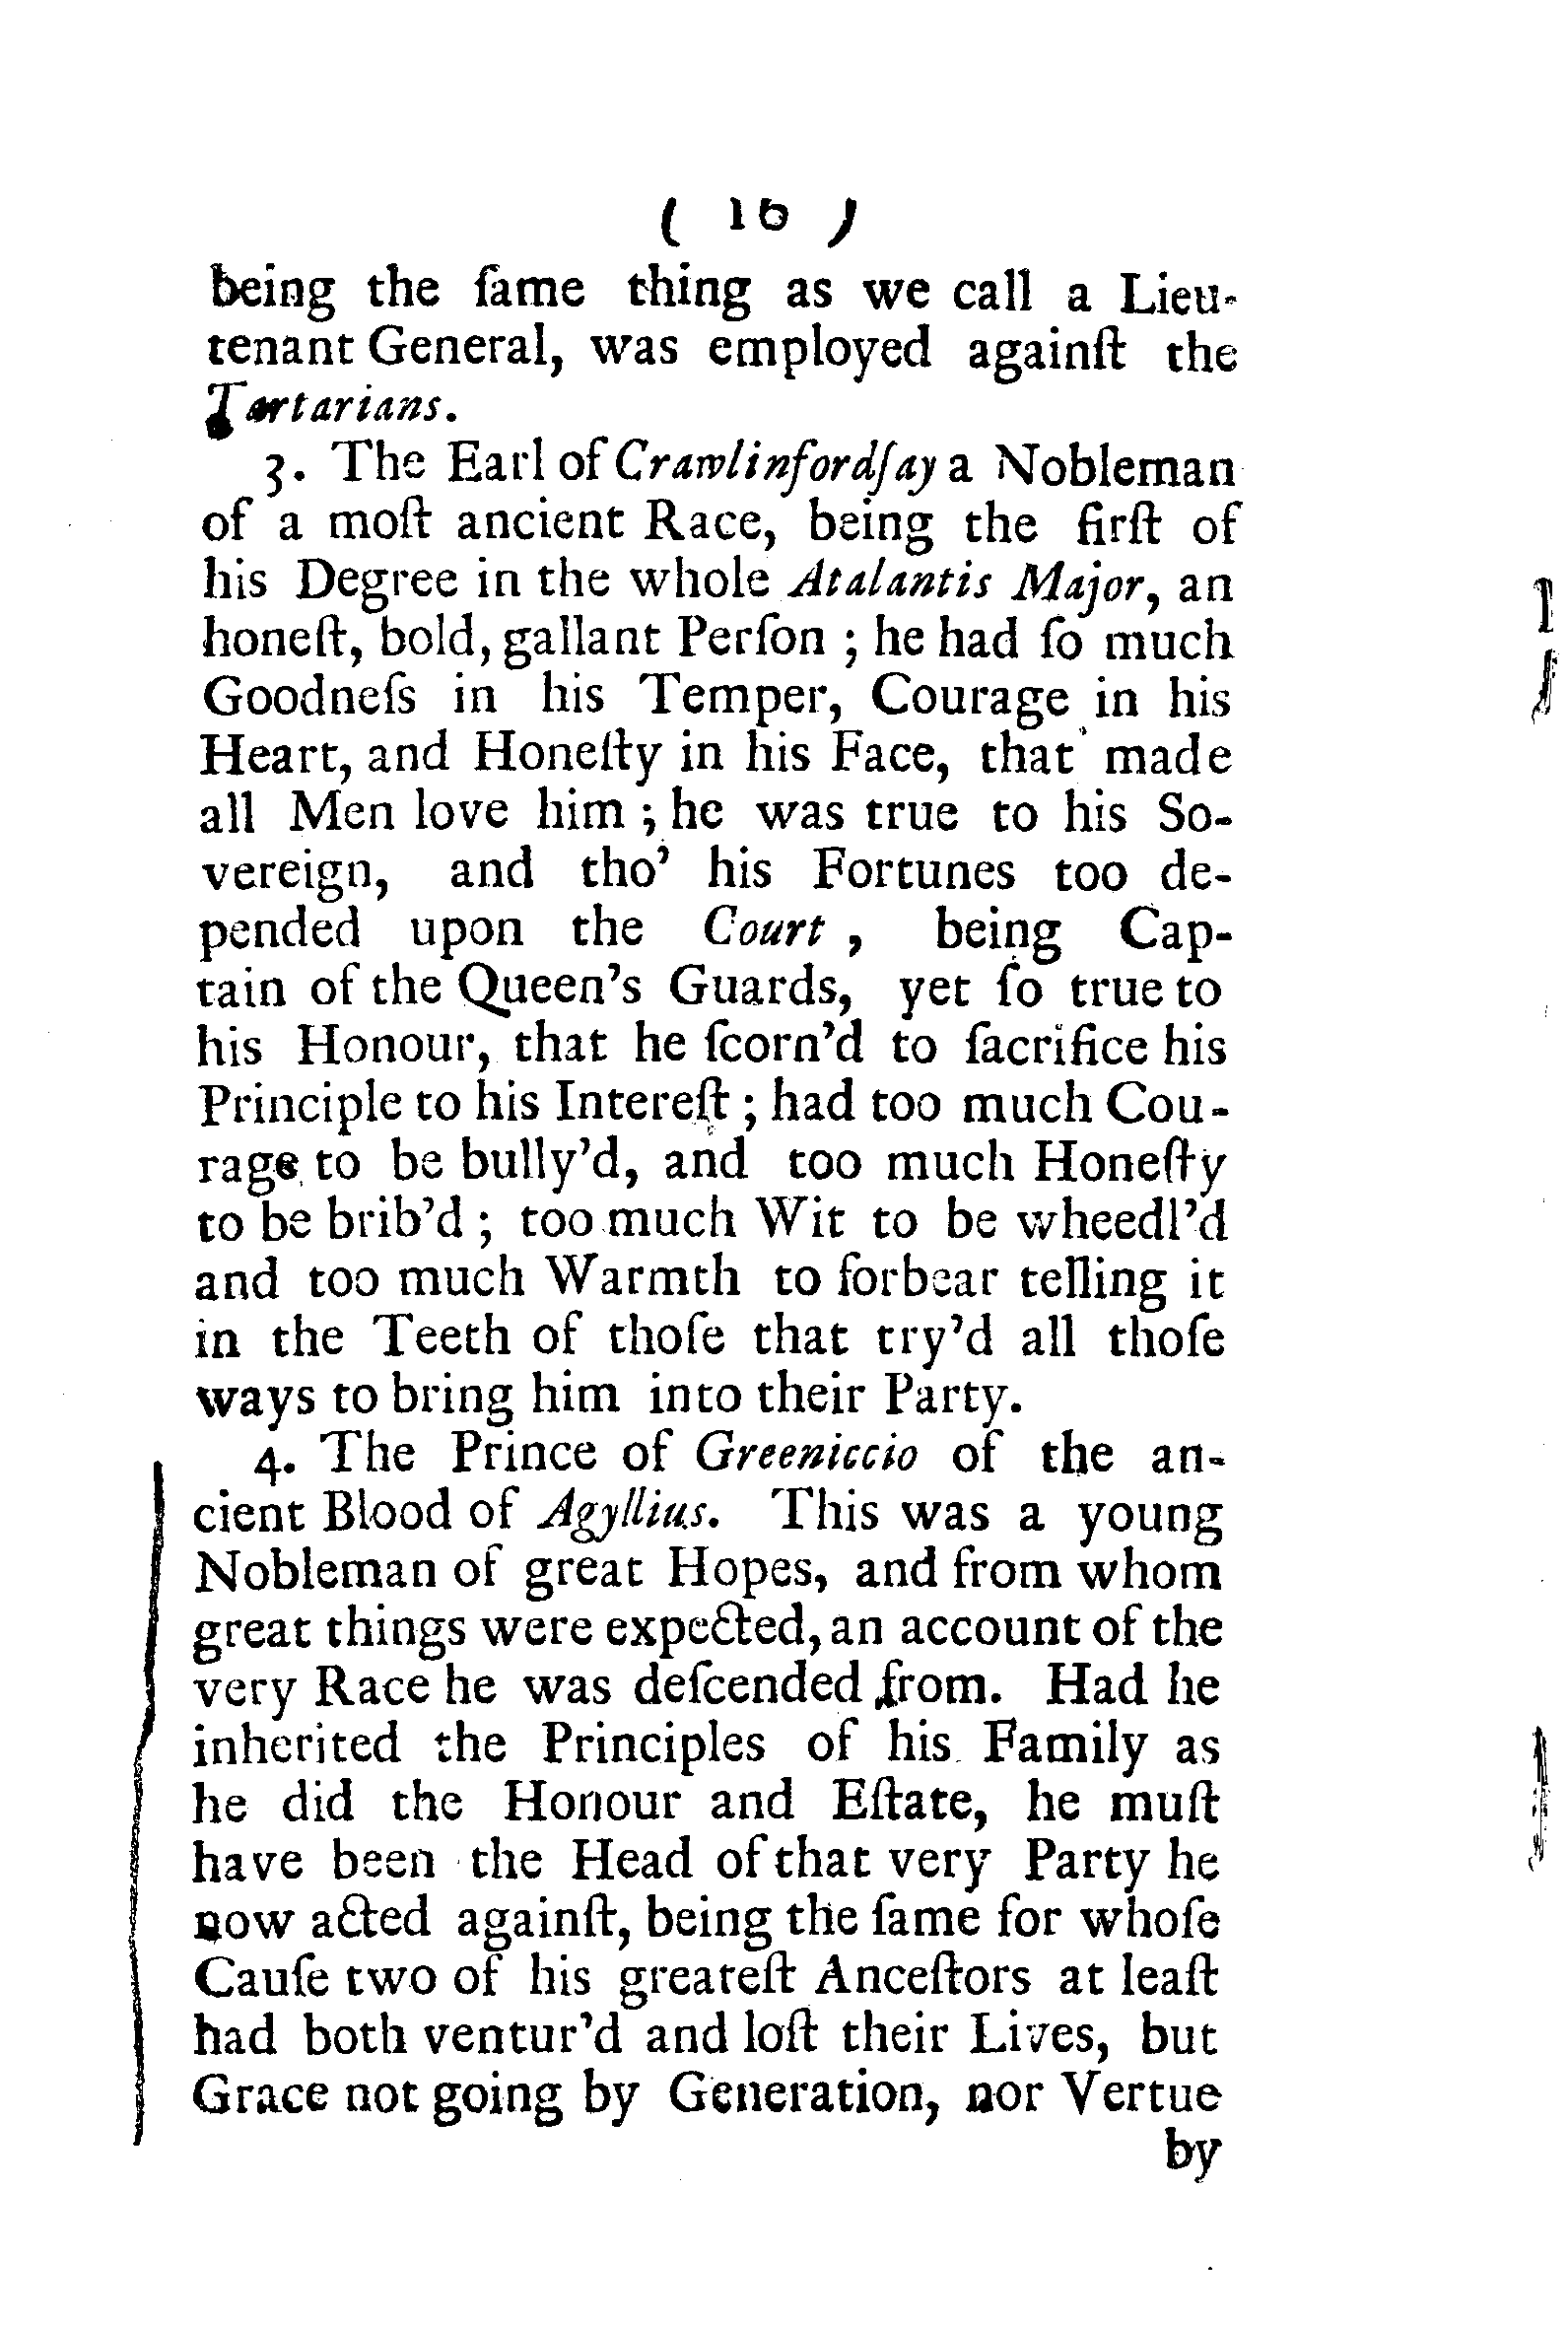 ( 16 )
being the ſame thing as we call a Lieu-
tenant General, was employed againſt the
Tartarians.
3. The Earl of Crawlinfordſay a Nobleman
of a moſt ancient Race, being the firſt of
his Degree in the whole Atalantis Major, an
honeſt, bold, gallant Perſon ; he had ſo much
Goodneſs in his Temper, Courage in his
Heart, and Honeſty in his Face, that made
all Men love him ; he was true to his So-
vereign, and tho' his Fortunes too de-
pended upon the Court , being Cap-
tain of the Queen's Guards, yet ſo true to
his Honour, that he ſcorn'd to ſacrifice his
Principle to his Intereſt ; had too much Cou-
rage to be bully'd, and too much Honeſty
to be brib'd ; too much Wit to be wheedl'd
and too much Warmth to forbear telling it
in the Teeth of thoſe that try'd all thoſe
ways to bring him into their Party.
4. The Prince of Greeniccio of the an-
cient Blood of Agyllius. This was a young
Nobleman of great Hopes, and from whom
great things were expected, an account of the
very Race he was deſcended from. Had he
inherited the Principles of his Family as
he did the Honour and Eſtate, he muſt
have been the Head of that very Party he
now acted againſt, being the ſame for whoſe
Cauſe two of his greateſt Anceſtors at leaſt
had both ventur'd and loſt their Lives, but
Grace not going by Generation, nor Vertue
by